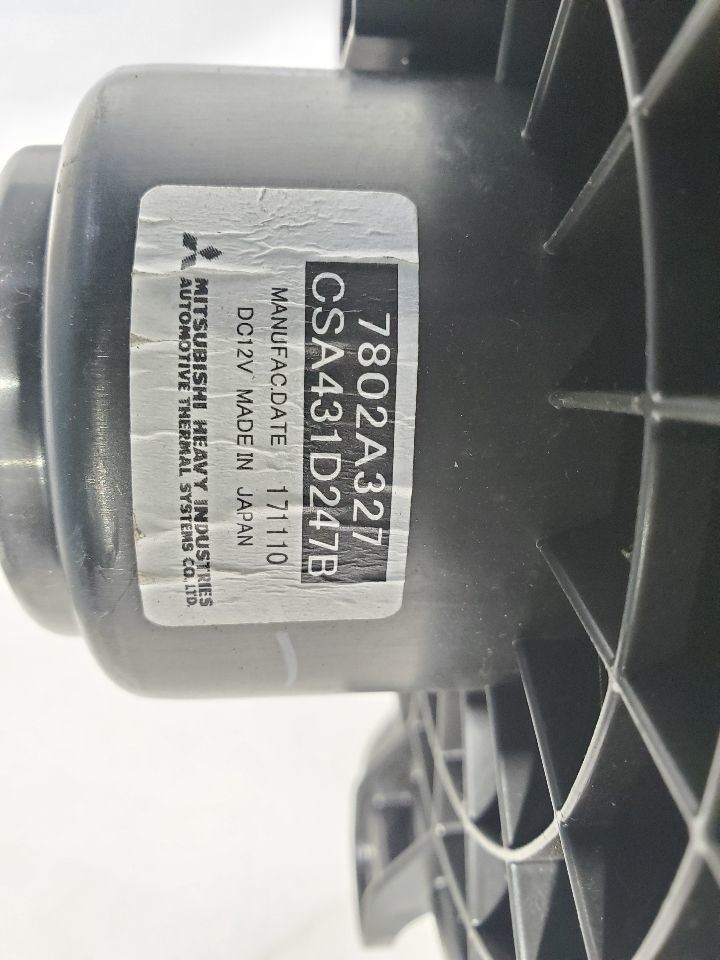 7802A327
CSA431D247B
MANUFAC.DATE 171110
DC12V MADE IN JAPAN
MITSUBISHI HEAVY INDUSTRIES
AUTOMOTIVE THERMAL SYSTEMS CO.,LTD.